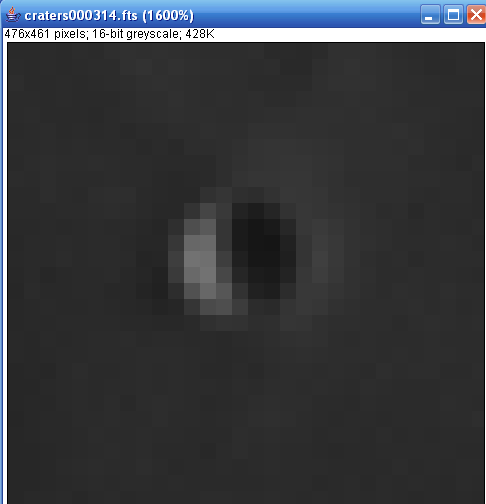 craters000314.fts (1600%)
476x461 pixels; 16-bit greyscale; 428K